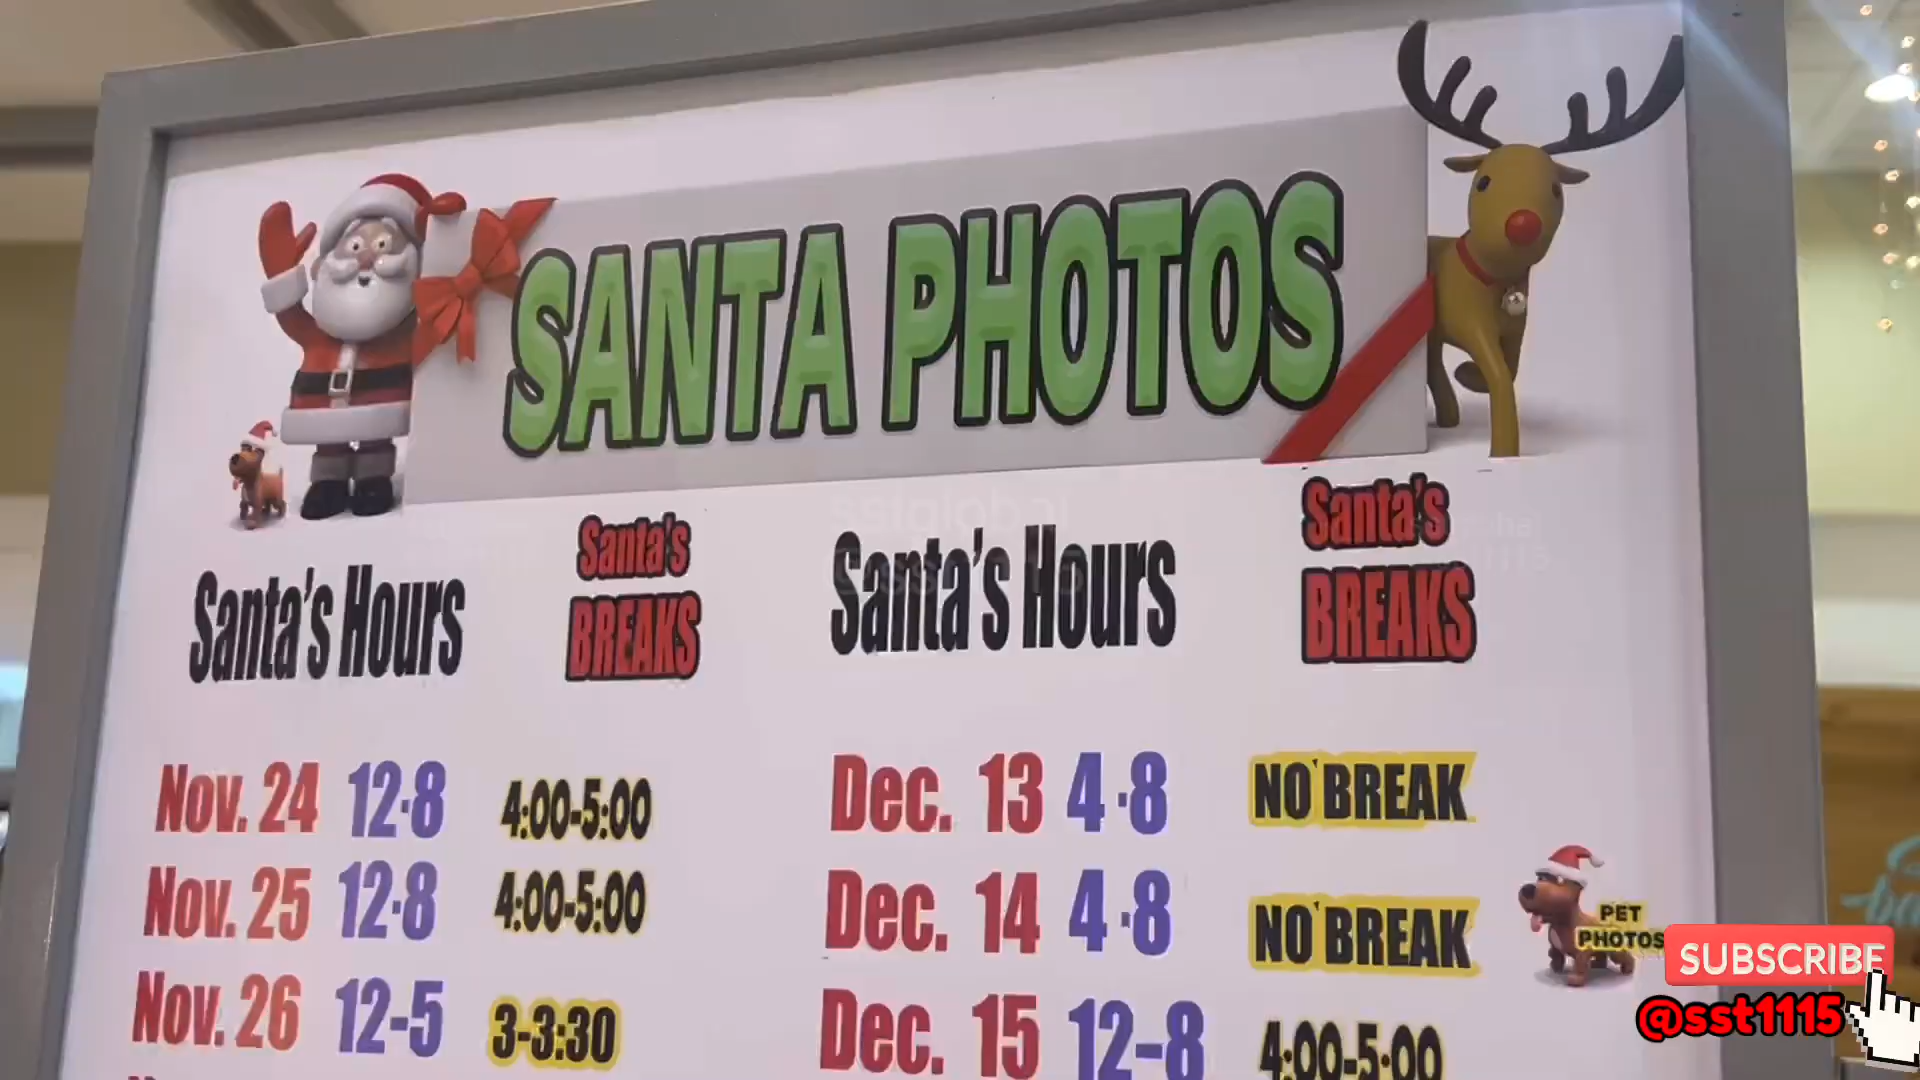 SANTA PHOTOS
Santa's Hours
Santa's
BREAKS
Santa's Hours
Santa's
BREAKS
Nov. 24 12-8 4:00-5:00
Nov. 25 12-8 4:00-5:00
Nov. 26 12-5 3-3:30
Dec. 13 4-8 NO BREAK
Dec. 14 4-8 NO BREAK
PET
PHOTOS
Dec. 15 12-8 4:00-5:00
SUBSCRIBE
@sst1115